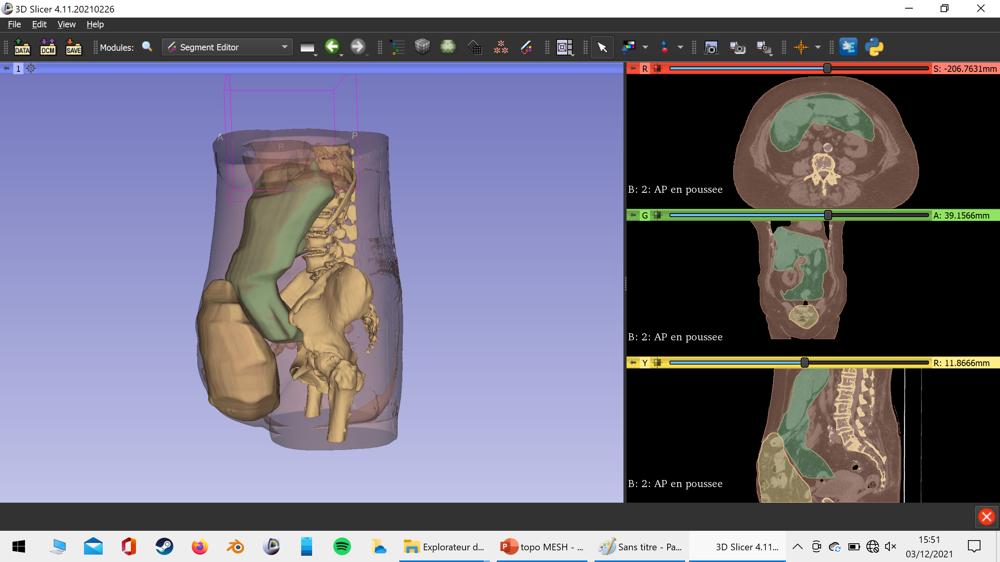 3D Slicer 4.11.20210226
File Edit View Help
DATA DCM SAVE Modules: Segment Editor
1
A P
R
R S: -206.7631mm
B: 2: AP en poussee
G A: 39.1566mm
B: 2: AP en poussee
Y R: 11.8666mm
B: 2: AP en poussee
Explorateur d... topo MESH - ... Sans titre - Pa... 3D Slicer 4.11...
15:51
03/12/2021